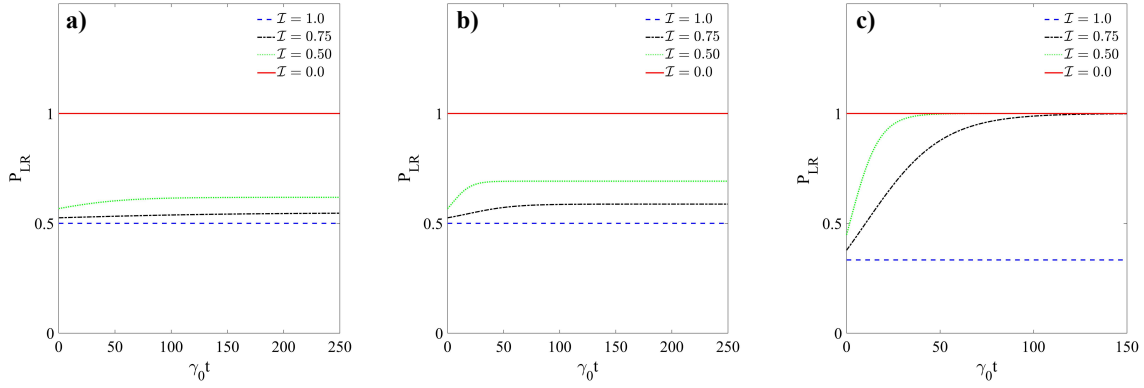 a)
ℐ = 1.0
ℐ = 0.75
ℐ = 0.50
ℐ = 0.0
1
0.5
0
P_LR
0 50 100 150 200 250
γ₀t
b)
ℐ = 1.0
ℐ = 0.75
ℐ = 0.50
ℐ = 0.0
1
0.5
0
P_LR
0 50 100 150 200 250
γ₀t
c)
ℐ = 1.0
ℐ = 0.75
ℐ = 0.50
ℐ = 0.0
1
0.5
0
P_LR
0 50 100 150
γ₀t